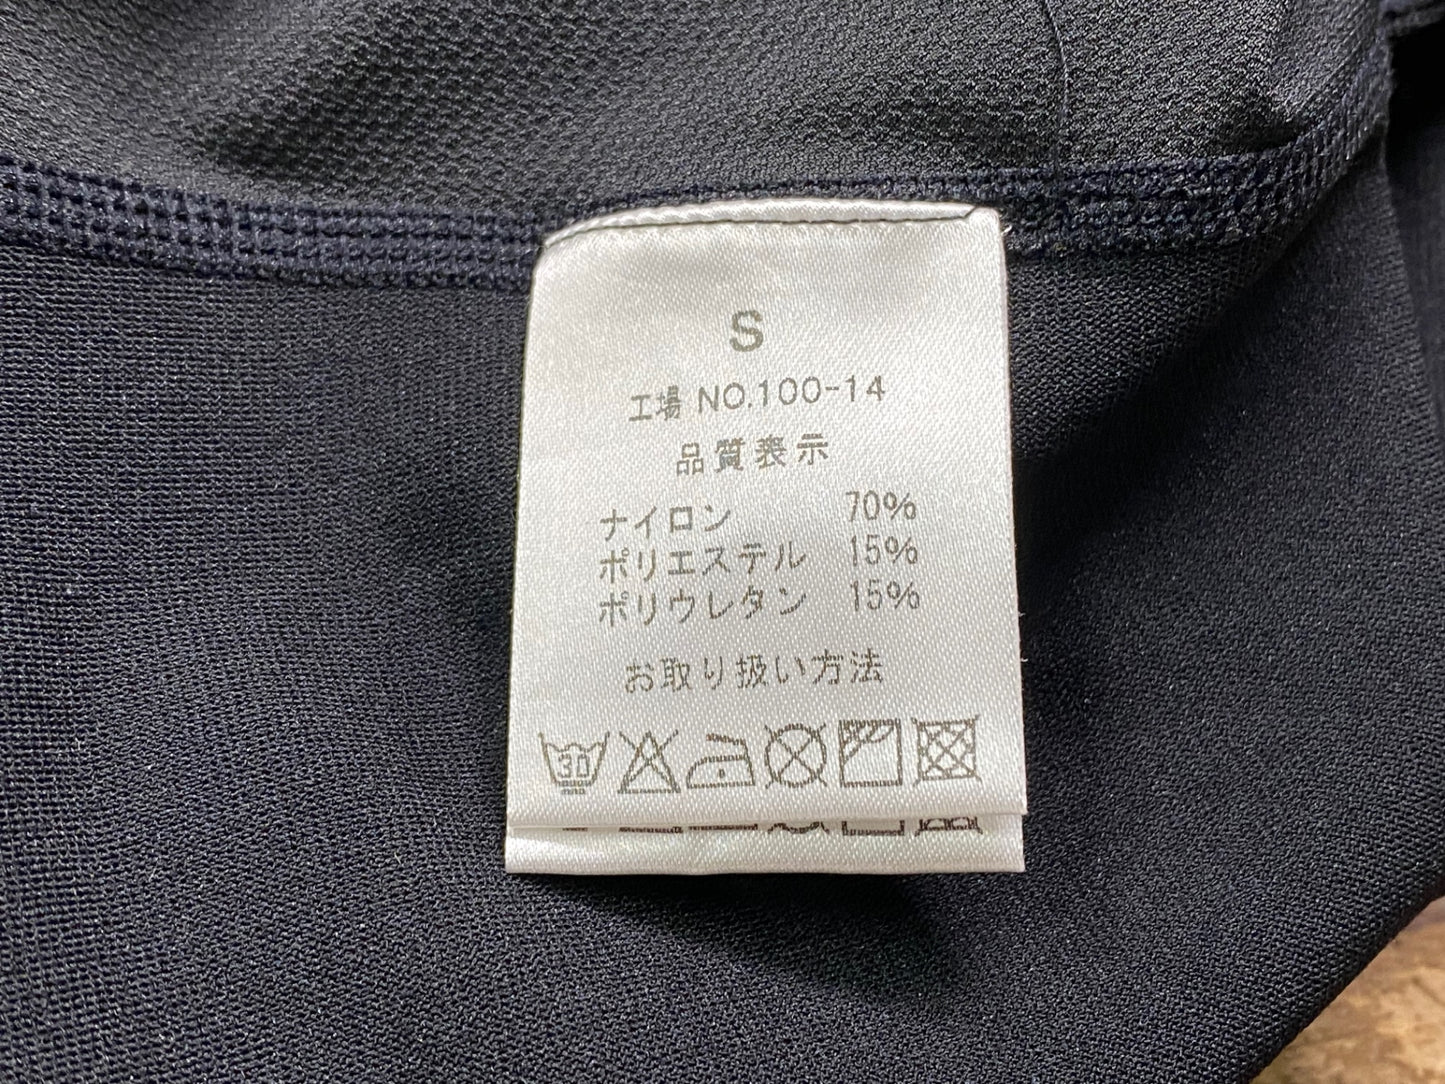 S
工場 NO.100-14
品質表示
ナイロン 70%
ポリエステル 15%
ポリウレタン 15%
お取り扱い方法
30